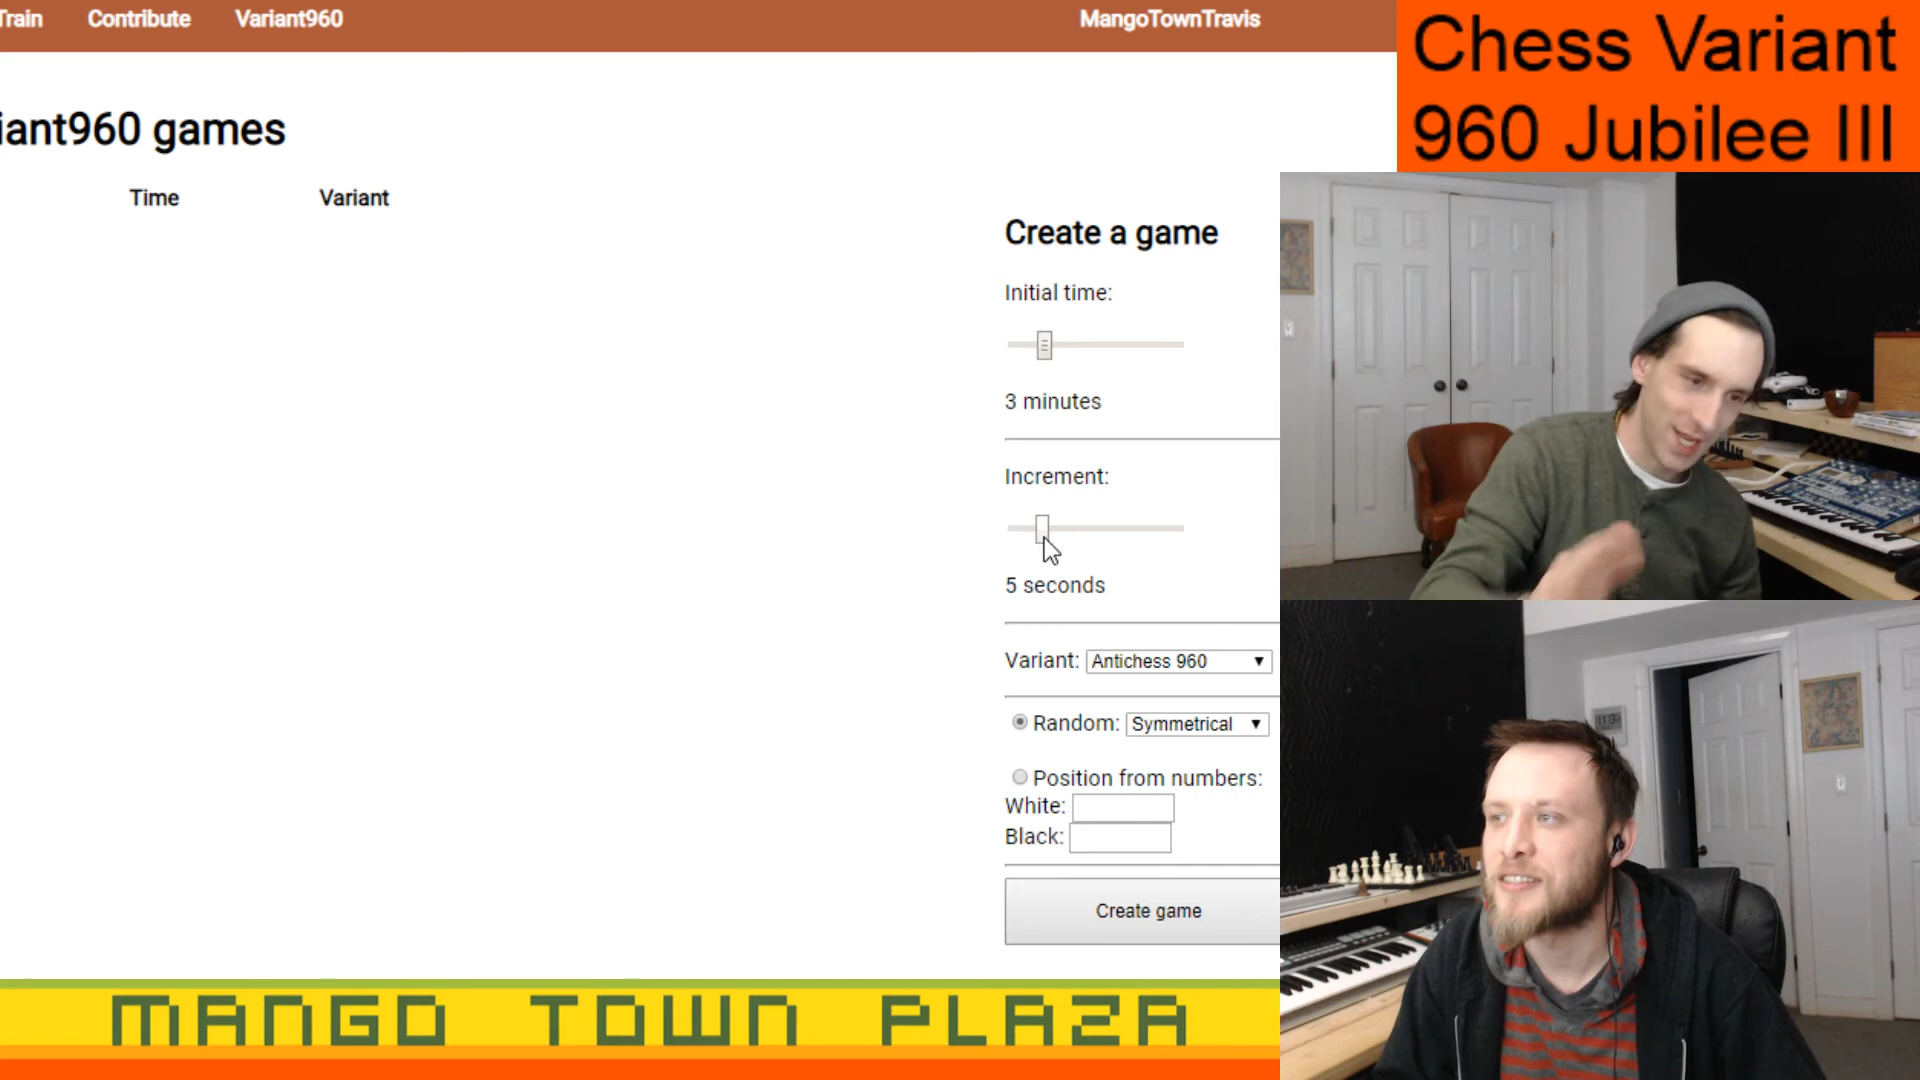 Train Contribute Variant960 MangoTownTravis
Chess Variant
960 Jubilee III
iant960 games
Time Variant
Create a game
Initial time:
3 minutes
Increment:
5 seconds
Variant: Antichess 960
Random: Symmetrical
Position from numbers:
White:
Black:
Create game
MANGO TOWN PLAZA